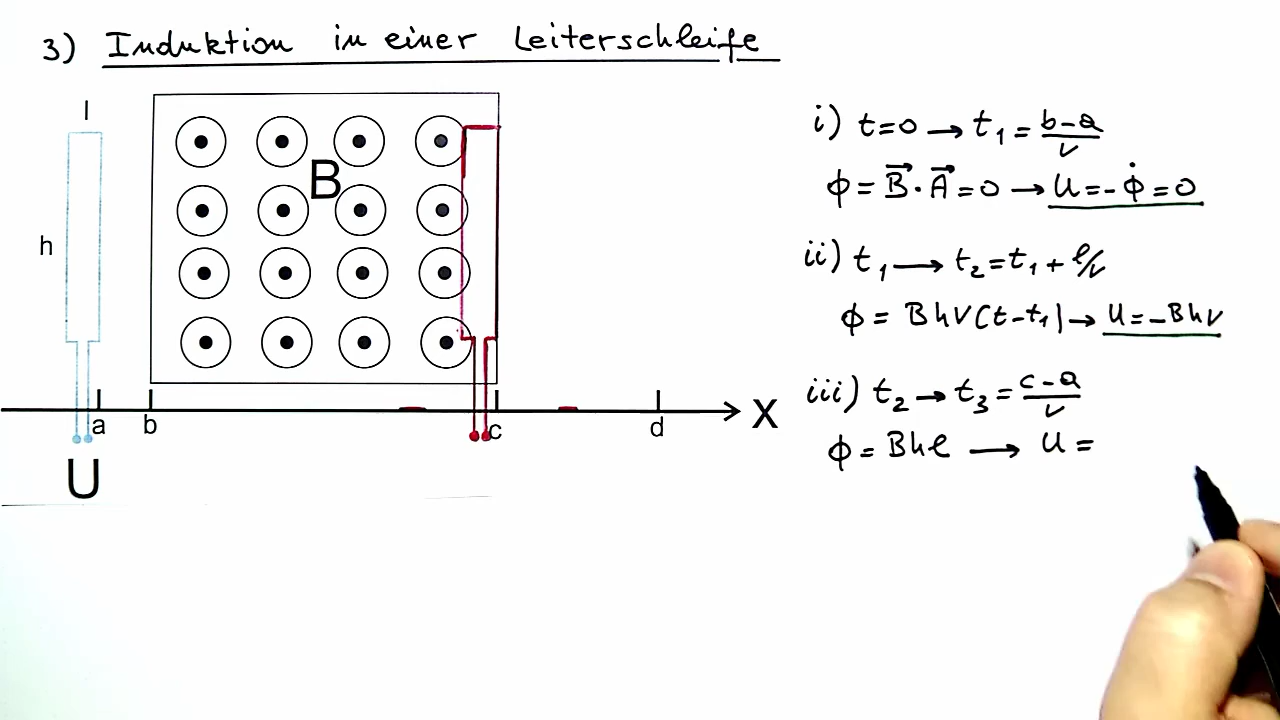 3) Induktion in einer Leiterschleife
l
h
B
a b c d X
U
i) t=0 → t₁ = (b-a)/v
ϕ = B⃗ · A⃗ = 0 → U = -ϕ̇ = 0
ii) t₁ → t₂ = t₁ + l/v
ϕ = Bhv(t-t₁) → U = -Bhv
iii) t₂ → t₃ = (c-a)/v
ϕ = Bhl → U =